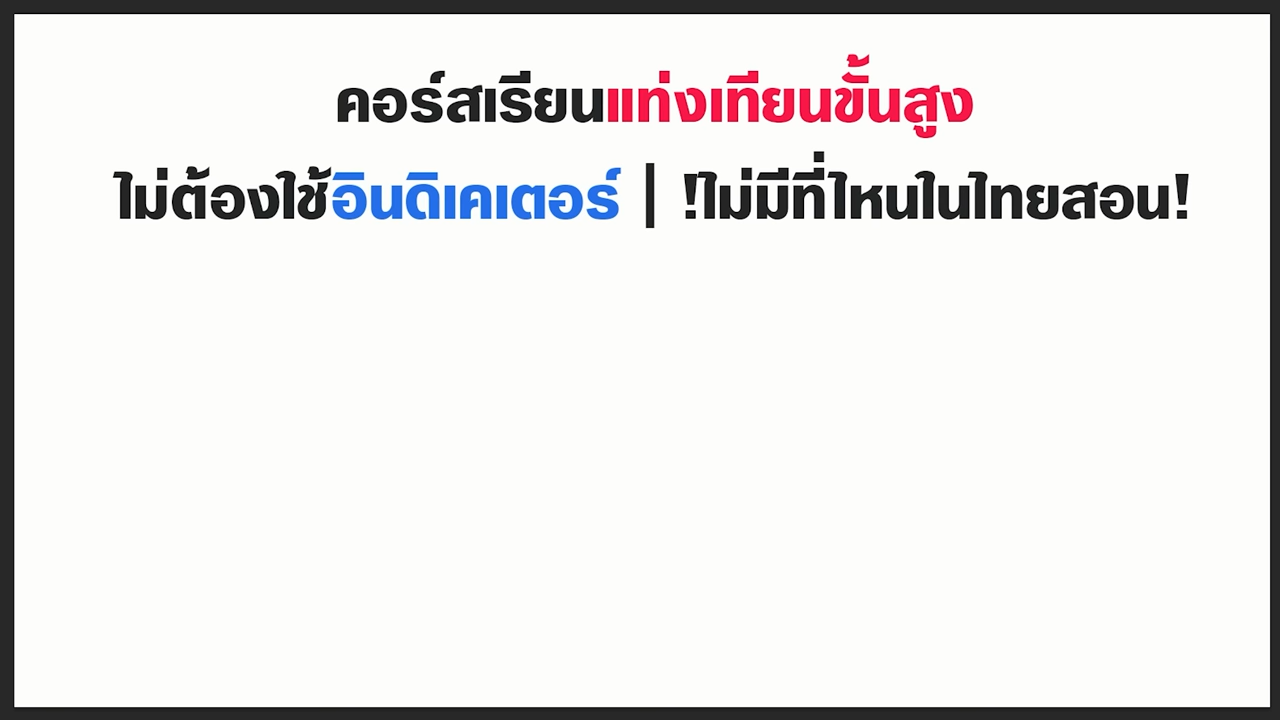 คอร์สเรียนแท่งเทียนขั้นสูง
ไม่ต้องใช้อินดิเคเตอร์ | !ไม่มีที่ไหนในไทยสอน!